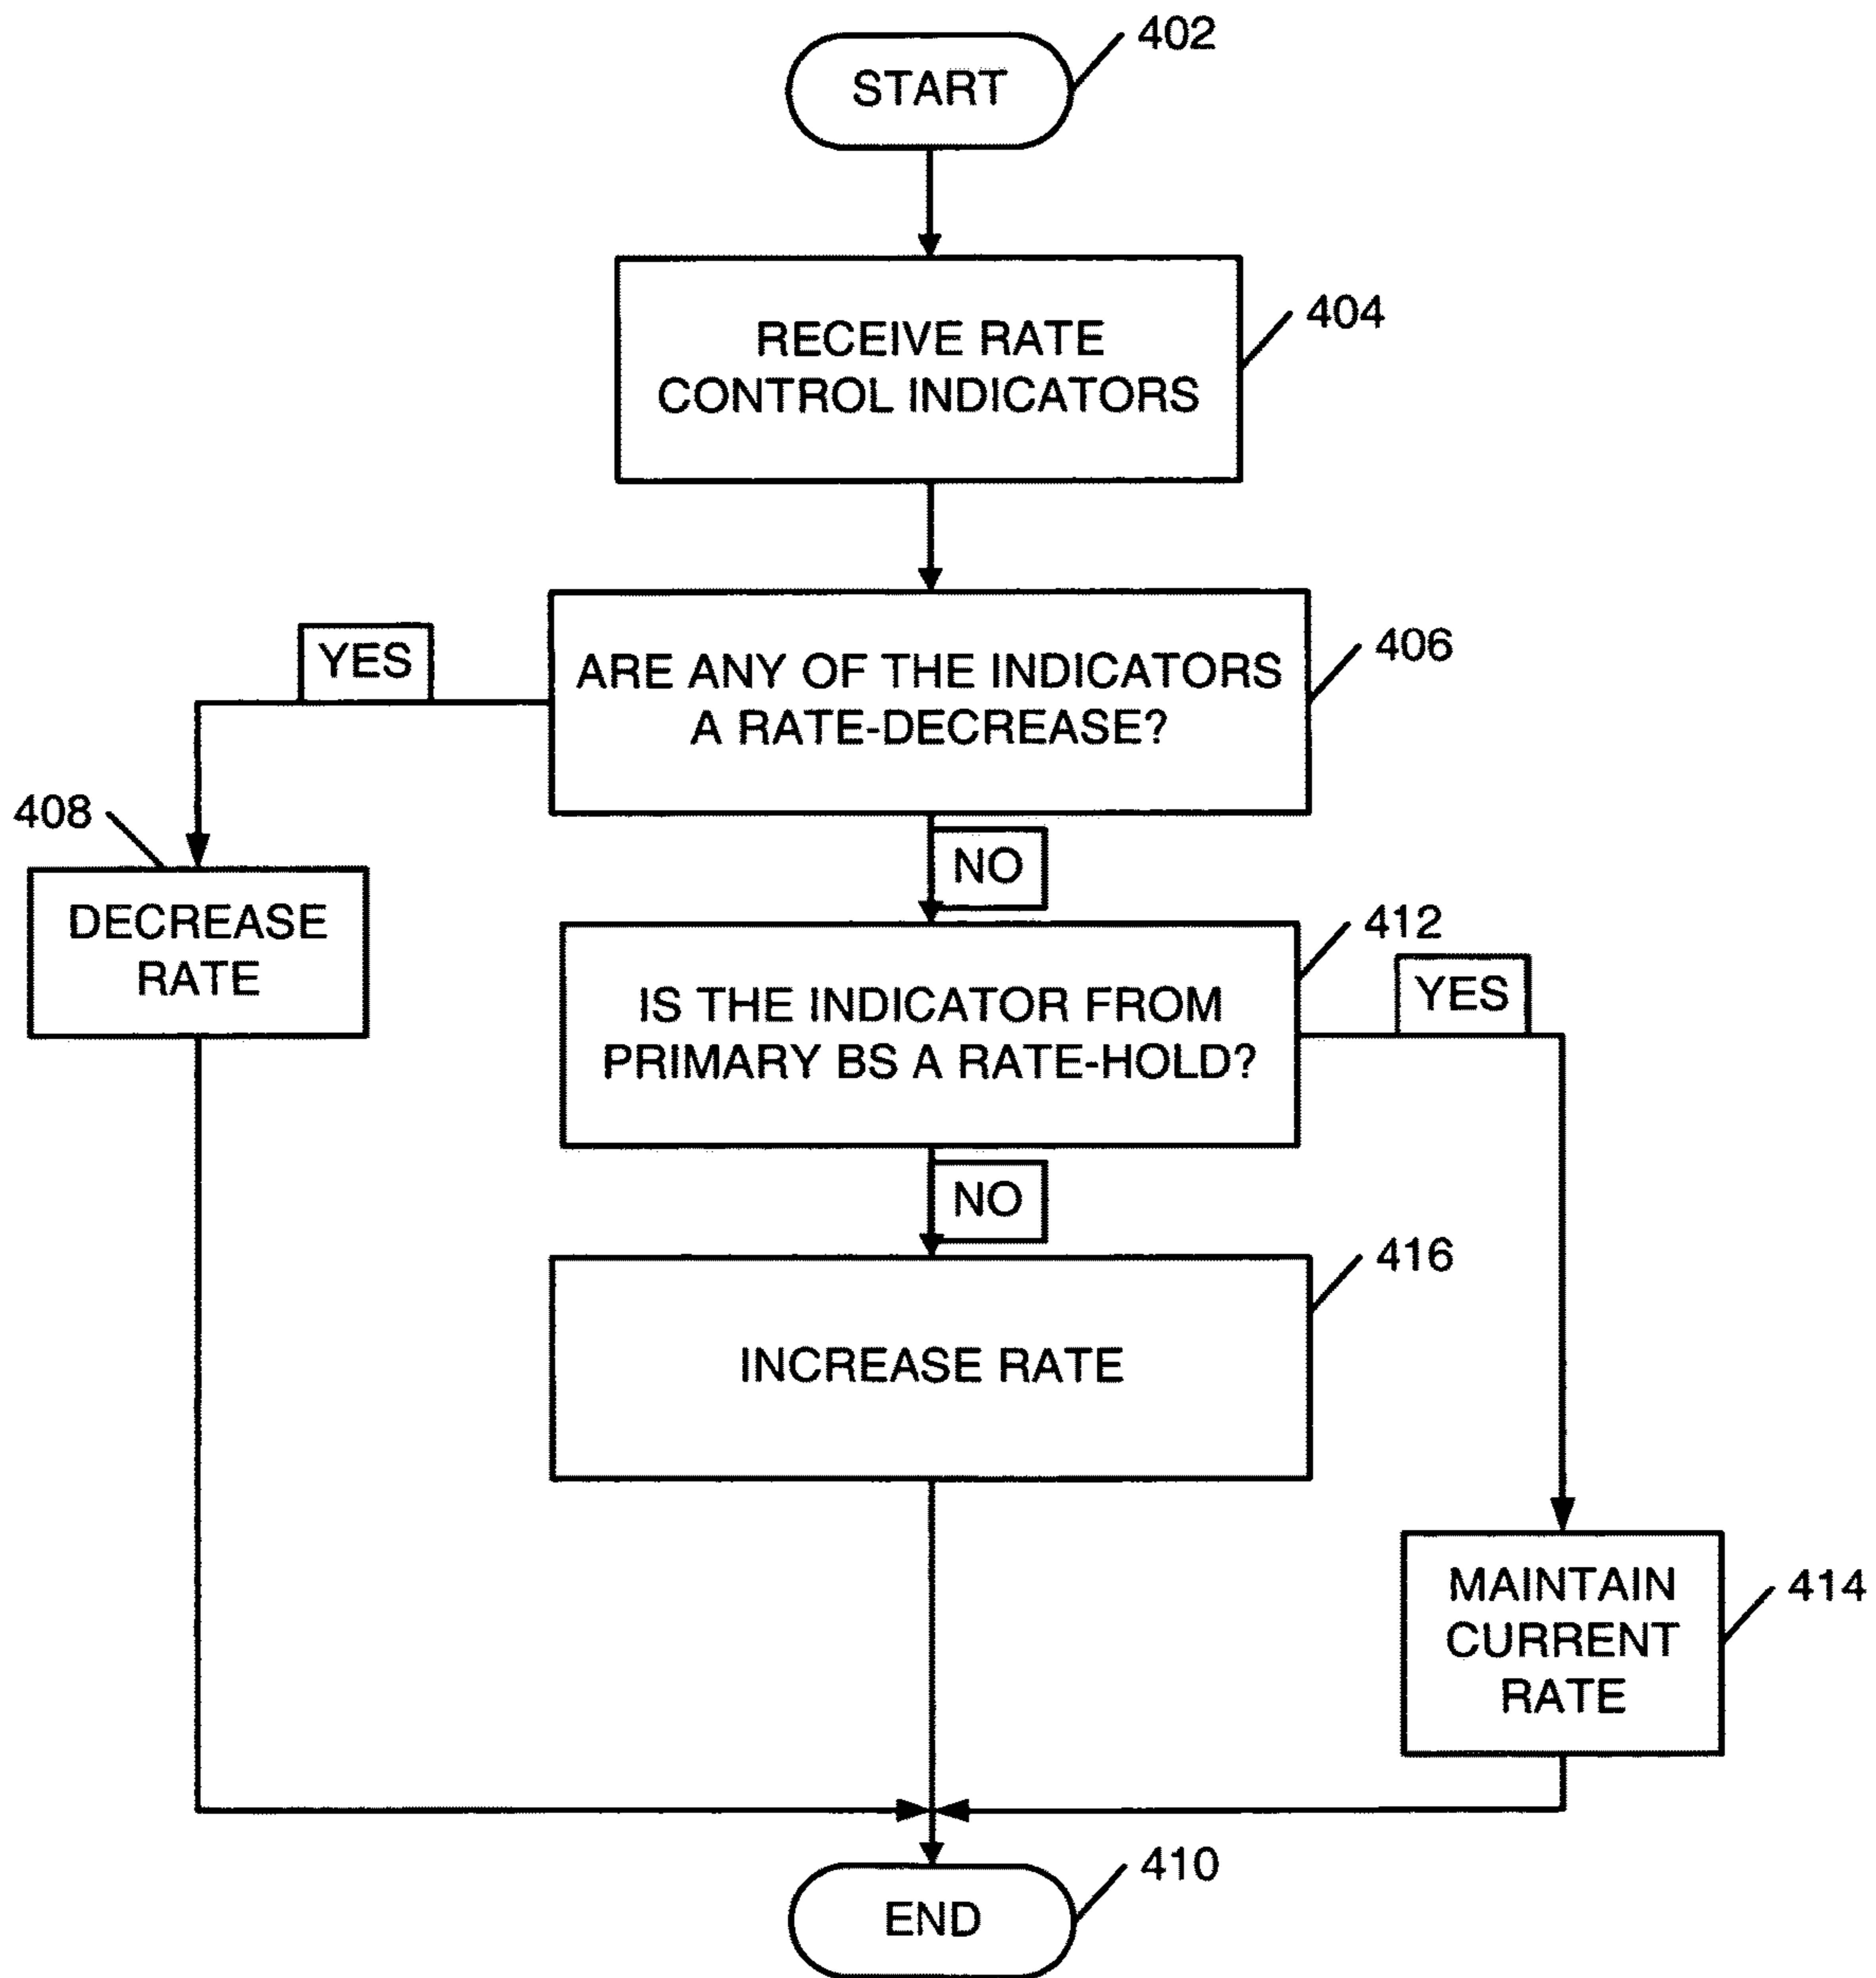 402
START
404
RECEIVE RATE
CONTROL INDICATORS
406
YES
ARE ANY OF THE INDICATORS
A RATE-DECREASE?
408
NO
DECREASE
RATE
412
YES
IS THE INDICATOR FROM
PRIMARY BS A RATE-HOLD?
NO
416
INCREASE RATE
MAINTAIN
CURRENT
RATE
414
410
END